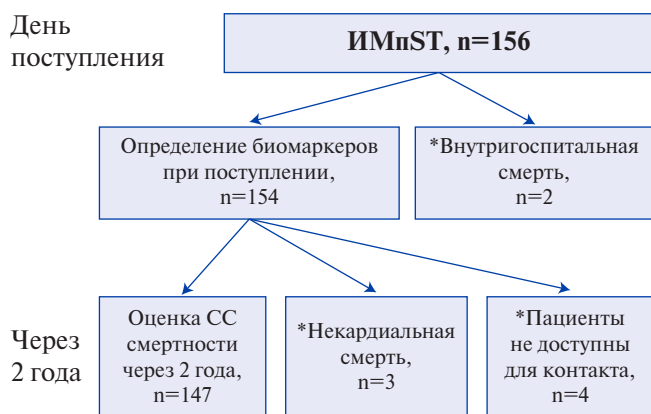 День
поступления
ИМпST, n=156
Определение биомаркеров
при поступлении,
n=154
*Внутригоспитальная
смерть,
n=2
Через
2 года
Оценка СС
смертности
через 2 года,
n=147
*Некардиальная
смерть,
n=3
*Пациенты
не доступны
для контакта,
n=4